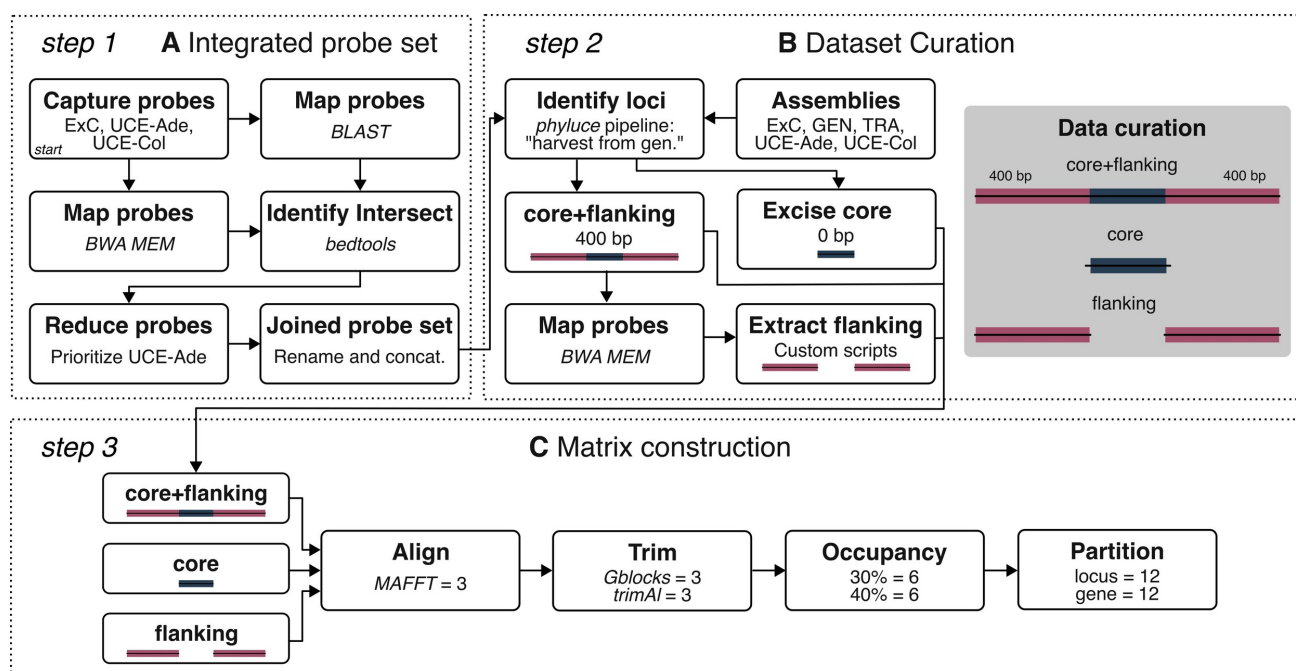 step 1
A Integrated probe set
Capture probes
ExC, UCE-Ade,
UCE-Col
start
Map probes
BLAST
Map probes
BWA MEM
Identify Intersect
bedtools
Reduce probes
Prioritize UCE-Ade
Joined probe set
Rename and concat.
step 2
B Dataset Curation
Identify loci
phyluce pipeline:
"harvest from gen."
Assemblies
ExC, GEN, TRA,
UCE-Ade, UCE-Col
core+flanking
400 bp
Excise core
0 bp
Map probes
BWA MEM
Extract flanking
Custom scripts
Data curation
core+flanking
400 bp
400 bp
core
flanking
step 3
C Matrix construction
core+flanking
core
flanking
Align
MAFFT = 3
Trim
Gblocks = 3
trimAl = 3
Occupancy
30% = 6
40% = 6
Partition
locus = 12
gene = 12